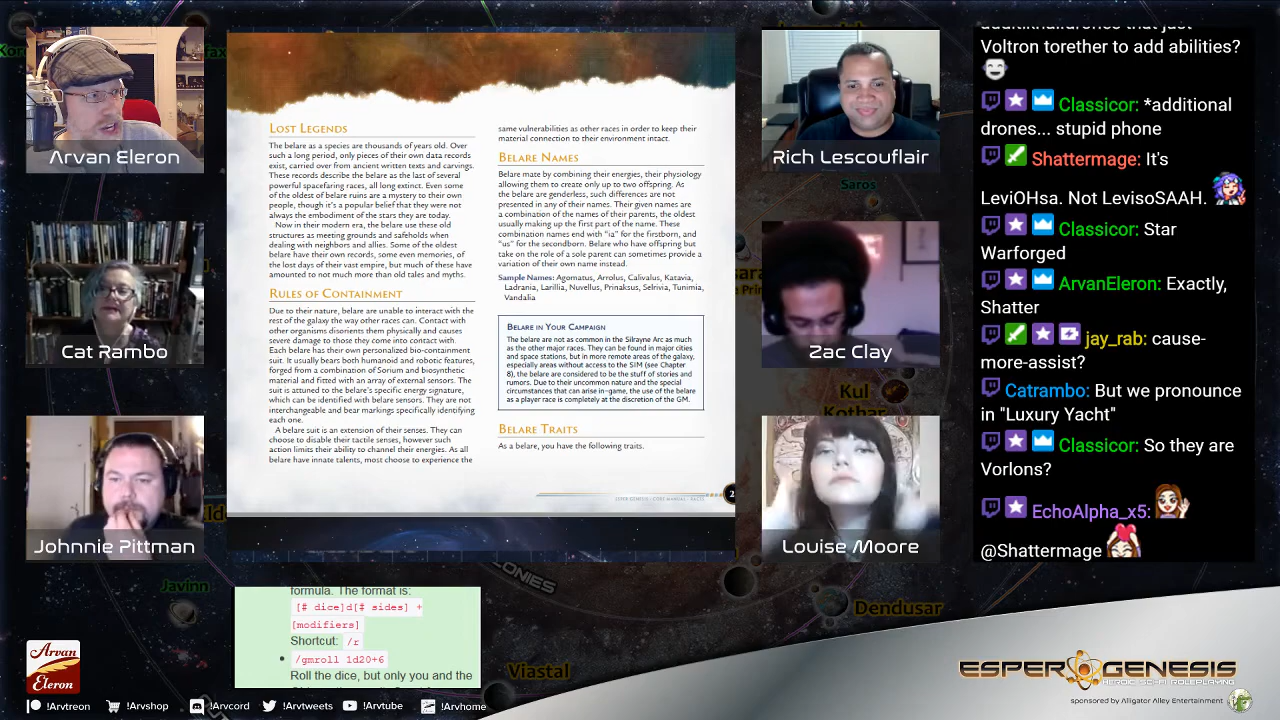 Arvan Eleron
Cat Rambo
Johnnie Pittman
LOST LEGENDS
The belare as a species are thousands of years old. Over
such a long period, only pieces of their own data records
exist, carried over from ancient written texts and carvings.
These records describe the belare as the last of several
powerful spacefaring races, all long extinct. Even some
of the oldest of belare ruins are a mystery to their own
people, though it's a popular belief that they were not
always the embodiment of the stars they are today.
Now in their modern era, the belare use these old
structures as meeting grounds and safeholds when
dealing with neighbors and allies. Some of the oldest
belare have their own records, some even memories, of
the lost days of their vast empire, but much of these have
amounted to not much more than old tales and myths.
RULES OF CONTAINMENT
Due to their nature, belare are unable to interact with the
rest of the galaxy the way other races can. Contact with
other organisms disorients them physically and causes
severe damage to those they come into contact with.
Each belare has their own personalized bio-containment
suit. It usually bears both humanoid and robotic features,
forged from a combination of Sorium and biosynthetic
material and fitted with an array of external sensors. The
suit is attuned to the belare's specific energy signature,
which can be identified with belare sensors. They are not
interchangeable and bear markings specifically identifying
each one.
A belare suit is an extension of their senses. They can
choose to disable their tactile senses, however such
action limits their ability to channel their energies. As all
belare have innate talents, most choose to experience the
same vulnerabilities as other races in order to keep their
material connection to their environment intact.
BELARE NAMES
Belare mate by combining their energies, their physiology
allowing them to create only up to two offspring. As
the belare are genderless, such differences are not
presented in any of their names. Their given names are
a combination of the names of their parents, the oldest
usually making up the first part of the name. These
combination names end with "ia" for the firstborn, and
"us" for the secondborn. Belare who have offspring but
take on the role of a sole parent can sometimes provide a
variation of their own name instead.
Sample Names: Agomatus, Arrolus, Calivalus, Katavia,
Ladrania, Larillia, Nuvellus, Prinaksus, Selrivia, Tunimia,
Vandalia
BELARE IN YOUR CAMPAIGN
The belare are not as common in the Silrayne Arc as much
as the other major races. They can be found in major cities
and space stations, but in more remote areas of the galaxy,
especially areas without access to the SIM (see Chapter
8), the belare are considered to be the stuff of stories and
rumors. Due to their uncommon nature and the special
circumstances that can arise in-game, the use of the belare
as a player race is completely at the discretion of the GM.
BELARE TRAITS
As a belare, you have the following traits.
ESPER GENESIS | CORE MANUAL | RACES
2
Rich Lescouflair
Saros
Zac Clay
Kul
Kothar
Louise Moore
Voltron torether to add abilities?
Classicor: *additional
drones... stupid phone
Shattermage: It's
LeviOHsa. Not LevisoSAAH.
Classicor: Star
Warforged
ArvanEleron: Exactly,
Shatter
jay_rab: cause-
more-assist?
Catrambo: But we pronounce
in "Luxury Yacht"
Classicor: So they are
Vorlons?
EchoAlpha_x5:
@Shattermage
Javinn
formula. The format is:
[# dice]d[# sides] +
[modifiers]
Shortcut: /r
• /gmroll 1d20+6
Roll the dice, but only you and the
Viastal
Dendusar
Arvan
Eleron
!Arvtreon !Arvshop !Arvcord !Arvtweets !Arvtube !Arvhome
ESPER GENESIS
HEROIC SCI-FI ROLEPLAYING
sponsored by Alligator Alley Entertainment